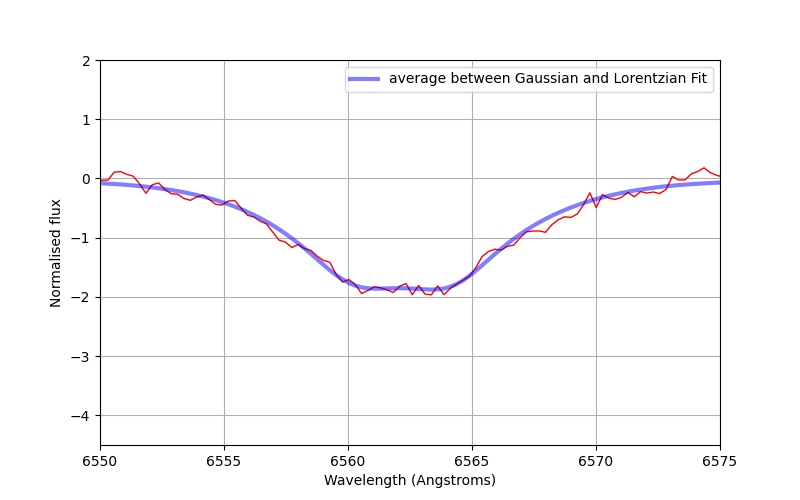 average between Gaussian and Lorentzian Fit
2
1
0
−1
−2
−3
−4
Normalised flux
6550 6555 6560 6565 6570 6575
Wavelength (Angstroms)